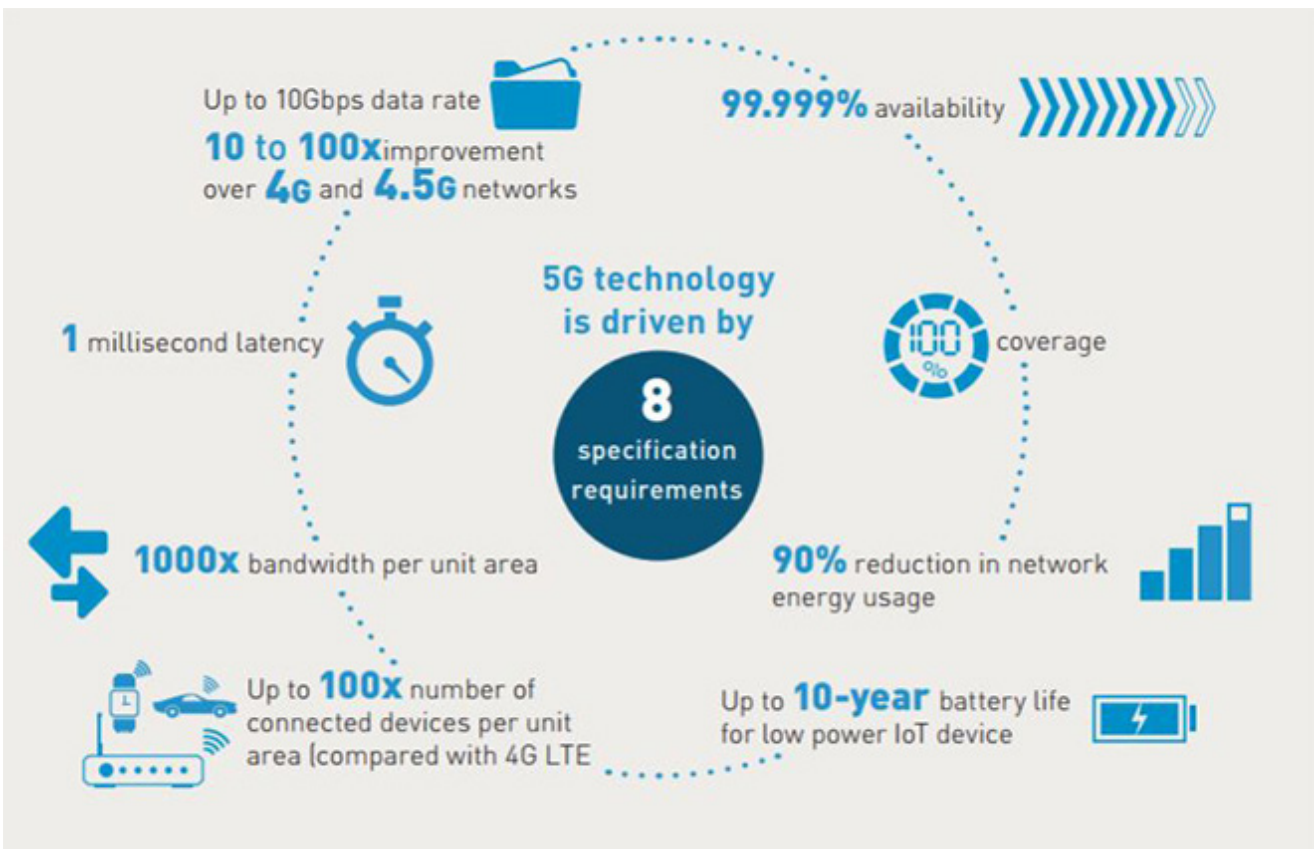 Up to 10Gbps data rate
10 to 100x improvement
over 4G and 4.5G networks
99.999% availability
5G technology
is driven by
8
specification
requirements
1 millisecond latency
100
%
coverage
1000x bandwidth per unit area
90% reduction in network
energy usage
Up to 100x number of
connected devices per unit
area (compared with 4G LTE
Up to 10-year battery life
for low power IoT device